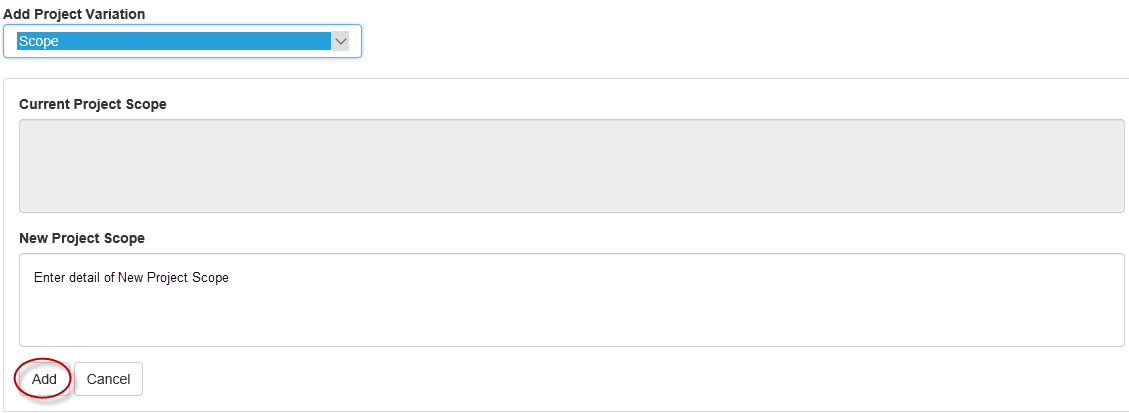 Add Project Variation
Scope
Current Project Scope
New Project Scope
Enter detail of New Project Scope
Add Cancel